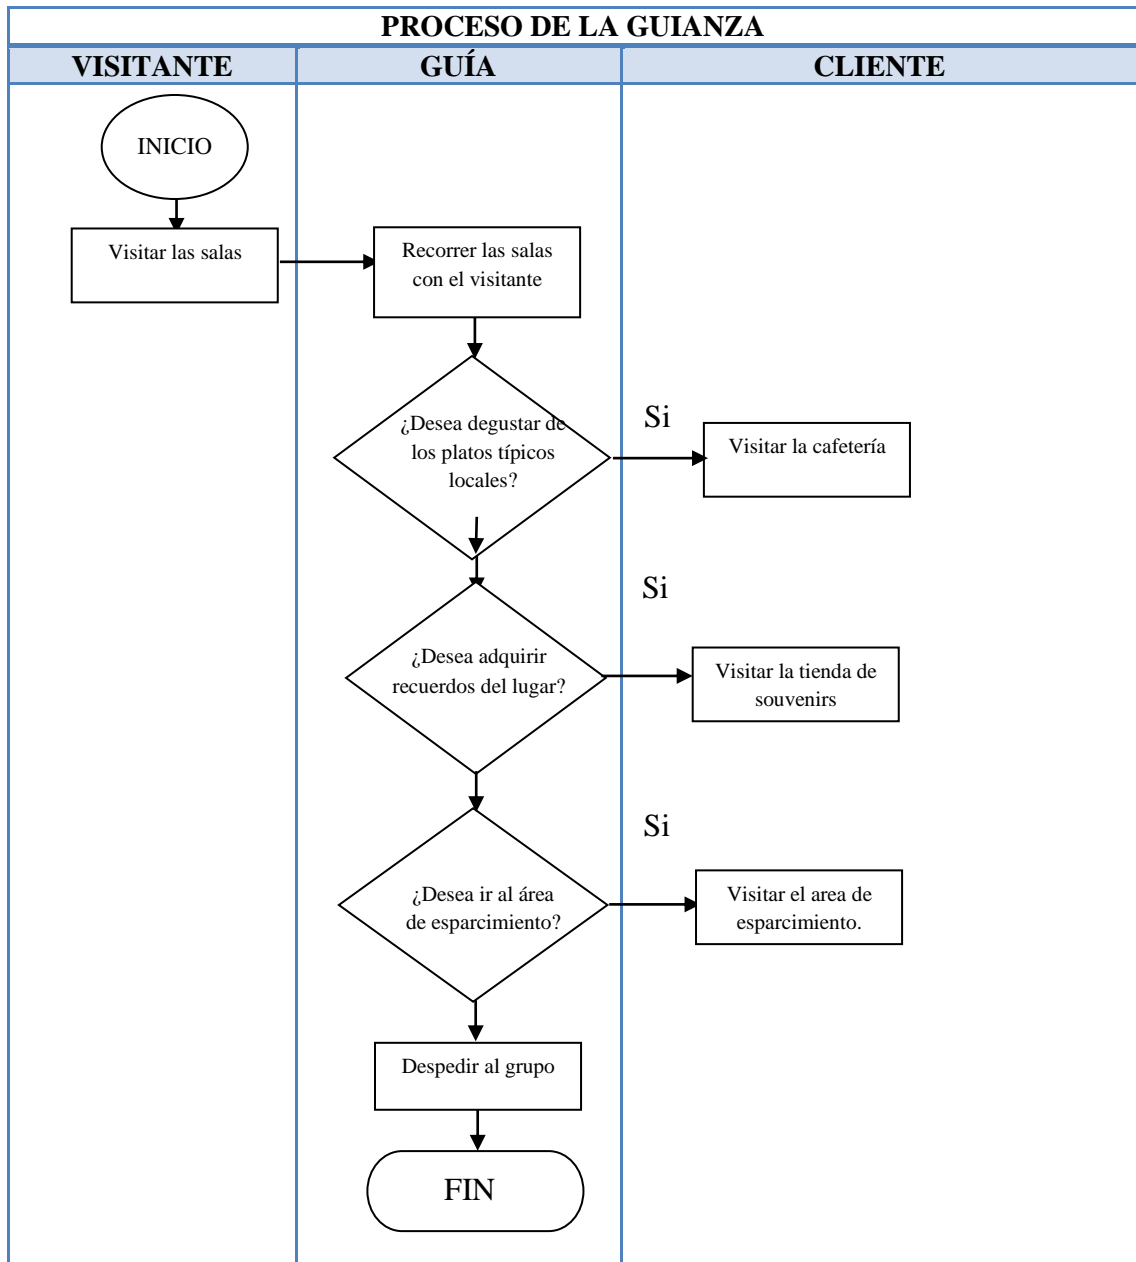 PROCESO DE LA GUIANZA
VISITANTE
GUÍA
CLIENTE
INICIO
Visitar las salas
Recorrer las salas
con el visitante
¿Desea degustar de
los platos típicos
locales?
Si
Visitar la cafetería
¿Desea adquirir
recuerdos del lugar?
Si
Visitar la tienda de
souvenirs
¿Desea ir al área
de esparcimiento?
Si
Visitar el area de
esparcimiento.
Despedir al grupo
FIN